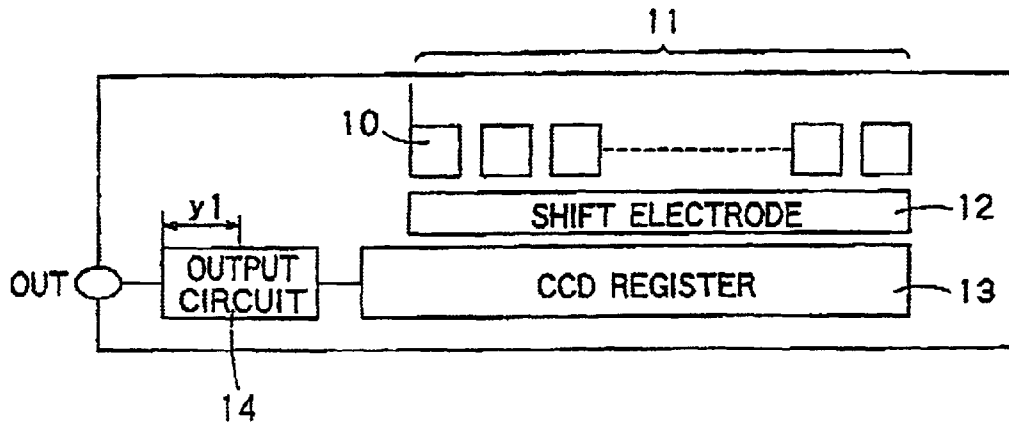 11
10
SHIFT ELECTRODE
12
y1
OUT
OUTPUT
CIRCUIT
CCD REGISTER
13
14